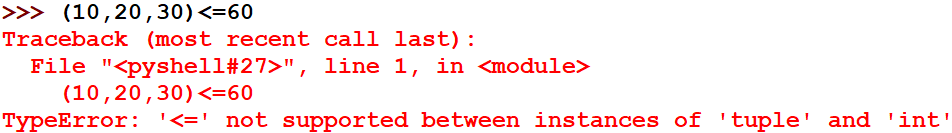 >>> (10,20,30)<=60
Traceback (most recent call last):
  File "<pyshell#27>", line 1, in <module>
    (10,20,30)<=60
TypeError: '<=' not supported between instances of 'tuple' and 'int